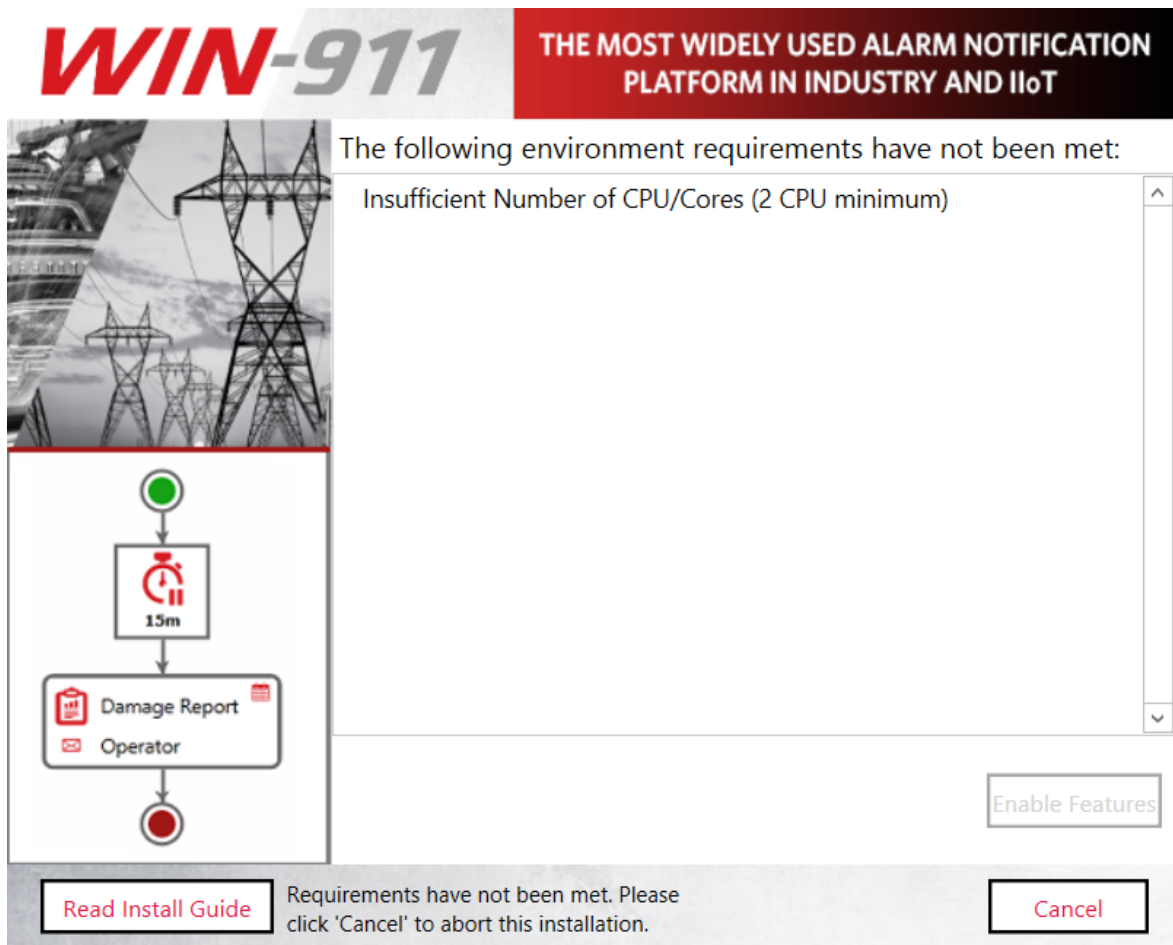 WIN-911
THE MOST WIDELY USED ALARM NOTIFICATION
PLATFORM IN INDUSTRY AND IIoT
The following environment requirements have not been met:
Insufficient Number of CPU/Cores (2 CPU minimum)
15m
Damage Report
Operator
Enable Features
Read Install Guide
Requirements have not been met. Please
click 'Cancel' to abort this installation.
Cancel